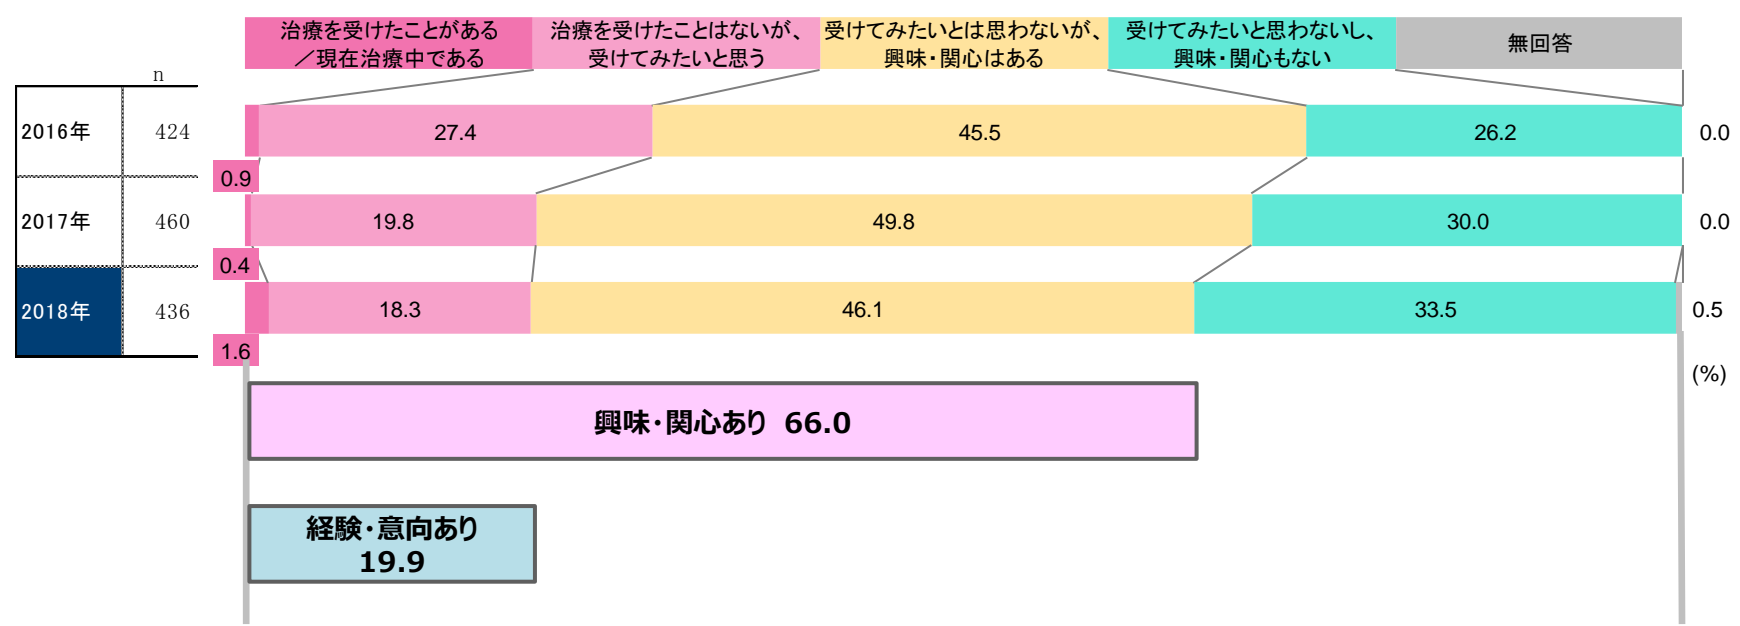 治療を受けたことがある
／現在治療中である
治療を受けたことはないが、
受けてみたいと思う
受けてみたいとは思わないが、
興味・関心はある
受けてみたいと思わないし、
興味・関心もない
無回答
n
2016年 424 27.4 45.5 26.2 0.0
0.9
2017年 460 19.8 49.8 30.0 0.0
0.4
2018年 436 18.3 46.1 33.5 0.5
1.6
(%)
興味・関心あり 66.0
経験・意向あり
19.9